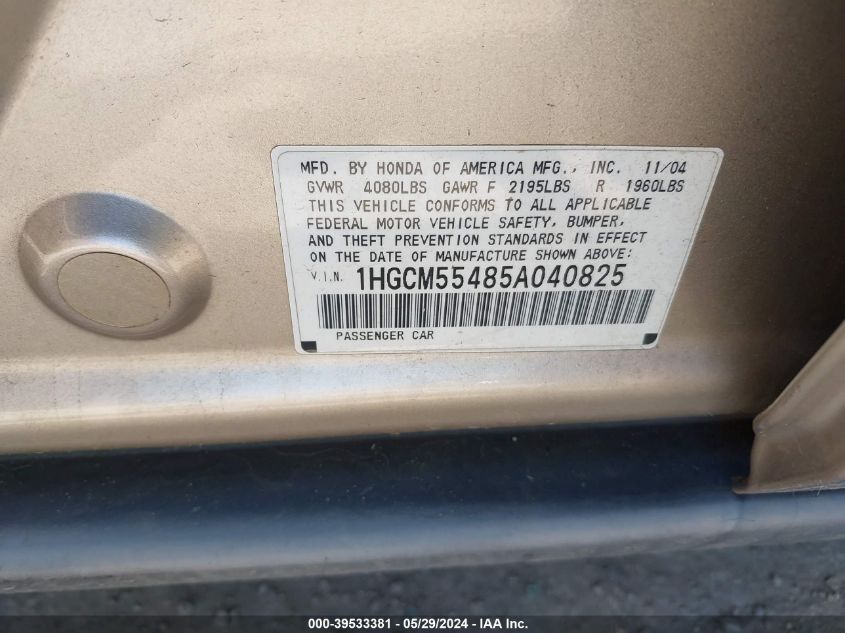 MFD. BY HONDA OF AMERICA MFG., INC. 11/04
GVWR 4080LBS GAWR F 2195LBS R 1960LBS
THIS VEHICLE CONFORMS TO ALL APPLICABLE
FEDERAL MOTOR VEHICLE SAFETY, BUMPER,
AND THEFT PREVENTION STANDARDS IN EFFECT
ON THE DATE OF MANUFACTURE SHOWN ABOVE:
V.I.N. 1HGCM55485A040825
PASSENGER CAR
000-39533381 - 05/29/2024 - IAA Inc.